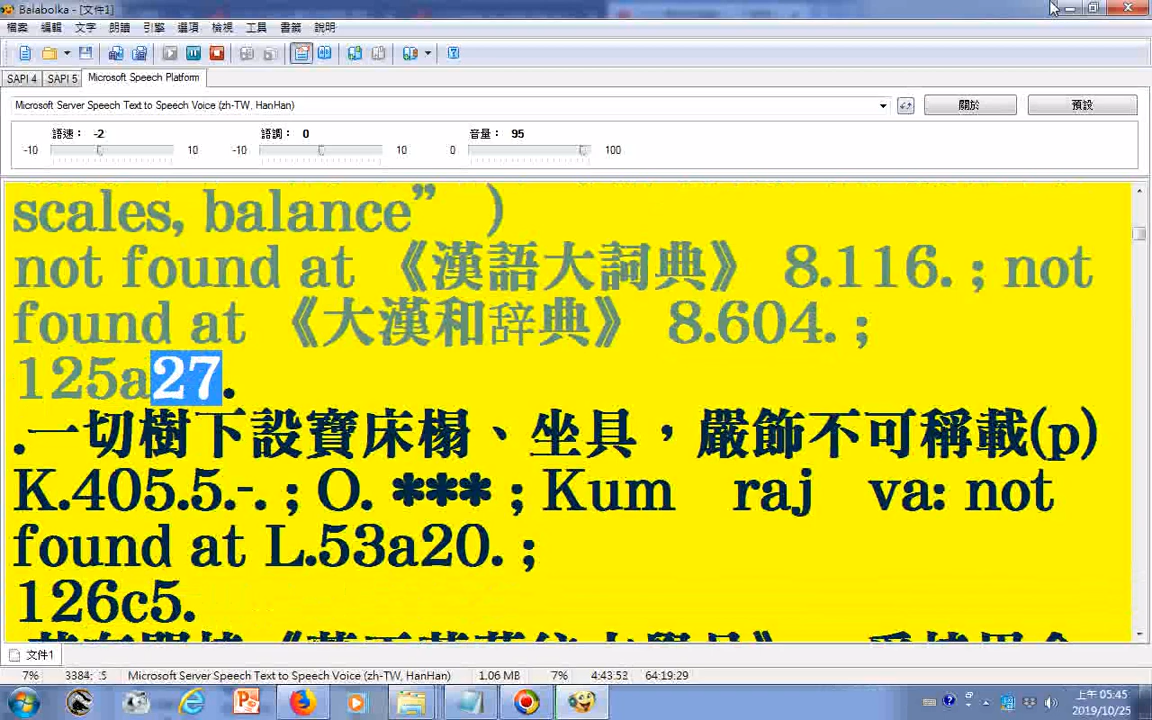 Balabolka - [文件1]
檔案 編輯 文字 朗讀 引擎 選項 檢視 工具 書籤 說明
SAPI 4 SAPI 5 Microsoft Speech Platform
Microsoft Server Speech Text to Speech Voice (zh-TW, HanHan) 關於 預設
語速： -2 語調： 0 音量： 95
-10 10 -10 10 0 100
scales, balance” )
not found at 《漢語大詞典》 8.116. ; not
found at 《大漢和辞典》 8.604. ;
125a27.
.一切樹下設寶床榻、坐具，嚴飾不可稱載(p)
K.405.5.-. ; O. *** ; Kum raj va: not
found at L.53a20. ;
126c5.
文件1
7% 3384; :5 Microsoft Server Speech Text to Speech Voice (zh-TW, HanHan) 1.06 MB 7% 4:43:52 64:19:29
上午 05:45
2019/10/25